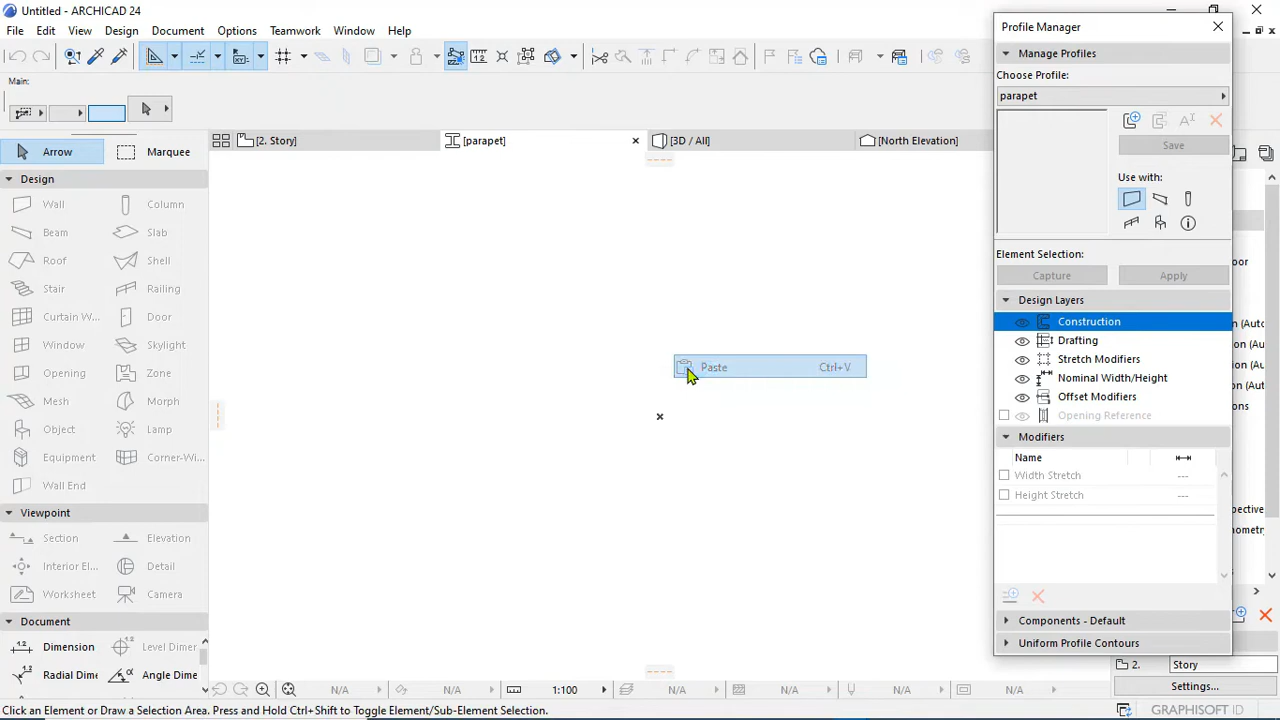 Untitled - ARCHICAD 24
File Edit View Design Document Options Teamwork Window Help
Profile Manager
Manage Profiles
Choose Profile:
parapet
Save
Use with:
Element Selection:
Capture Apply
Design Layers
Construction
Drafting
Stretch Modifiers
Nominal Width/Height
Offset Modifiers
Opening Reference
Modifiers
Name
Width Stretch ---
Height Stretch ---
Components - Default
Uniform Profile Contours
Main:
[2. Story] [parapet] [3D / All] [North Elevation]
Arrow Marquee
Design
Wall Column
Beam Slab
Roof Shell
Stair Railing
Curtain W... Door
Window Skylight
Opening Zone
Mesh Morph
Object Lamp
Equipment Corner-Wi...
Wall End
Viewpoint
Section Elevation
Interior El... Detail
Worksheet Camera
Document
Dimension Level Dimer
Radial Dime Angle Dime
Paste Ctrl+V
N/A N/A 1:100 N/A N/A N/A N/A
2. Story
Settings...
Click an Element or Draw a Selection Area. Press and Hold Ctrl+Shift to Toggle Element/Sub-Element Selection.
GRAPHISOFT ID